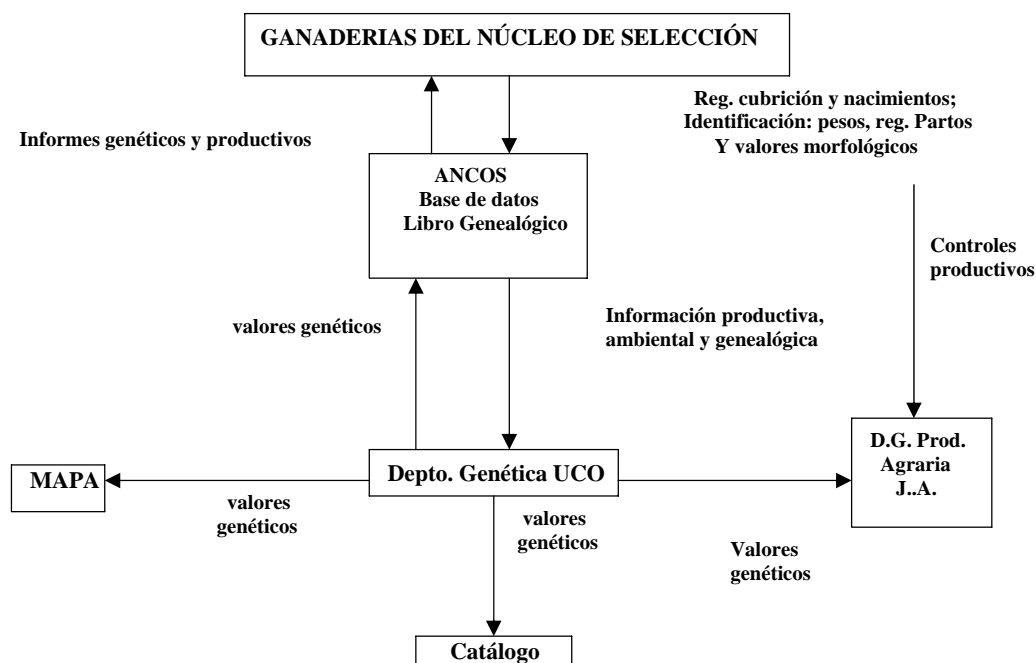 GANADERIAS DEL NÚCLEO DE SELECCIÓN
Reg. cubrición y nacimientos;
Identificación: pesos, reg. Partos
Y valores morfológicos
Informes genéticos y productivos
ANCOS
Base de datos
Libro Genealógico
Controles
productivos
valores genéticos
Información productiva,
ambiental y genealógica
D.G. Prod.
Agraria
J..A.
MAPA
Depto. Genética UCO
valores
genéticos
valores
genéticos
Valores
genéticos
Catálogo